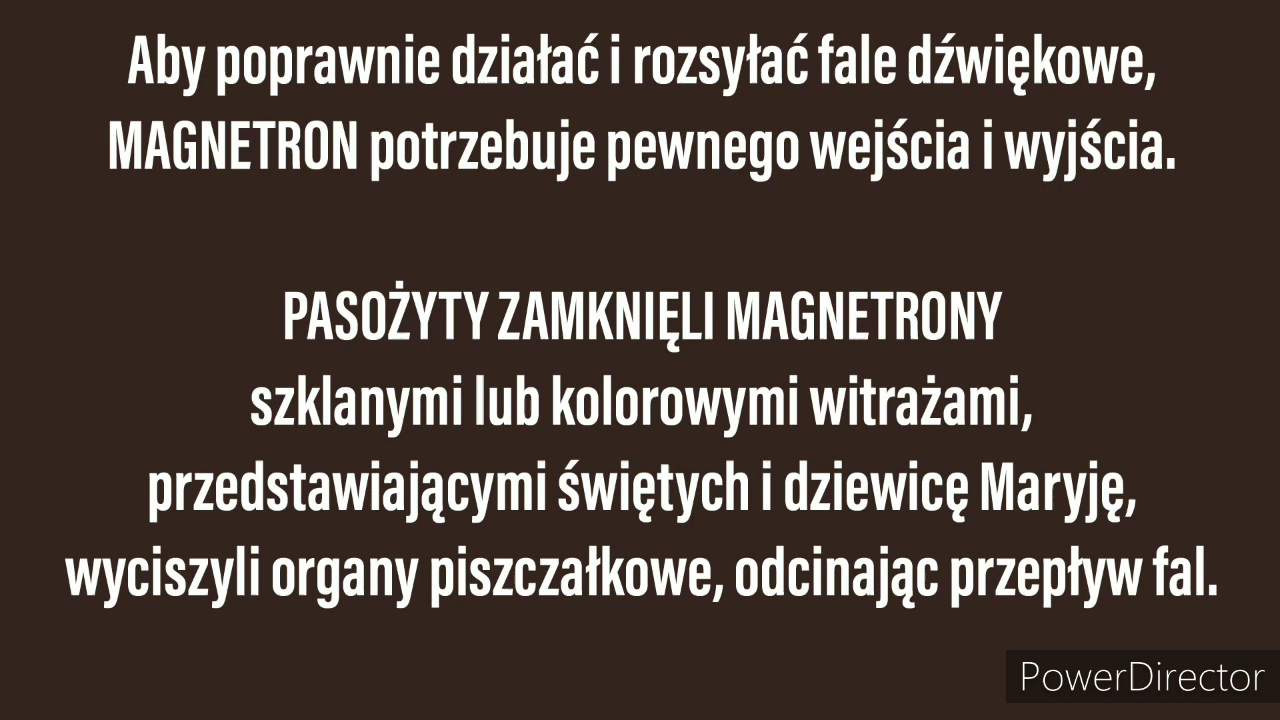 Aby poprawnie działać i rozsyłać fale dźwiękowe,
MAGNETRON potrzebuje pewnego wejścia i wyjścia.
PASOŻYTY ZAMKNIĘLI MAGNETRONY
szklanymi lub kolorowymi witrażami,
przedstawiającymi świętych i dziewicę Maryję,
wyciszyli organy piszczałkowe, odcinając przepływ fal.
PowerDirector